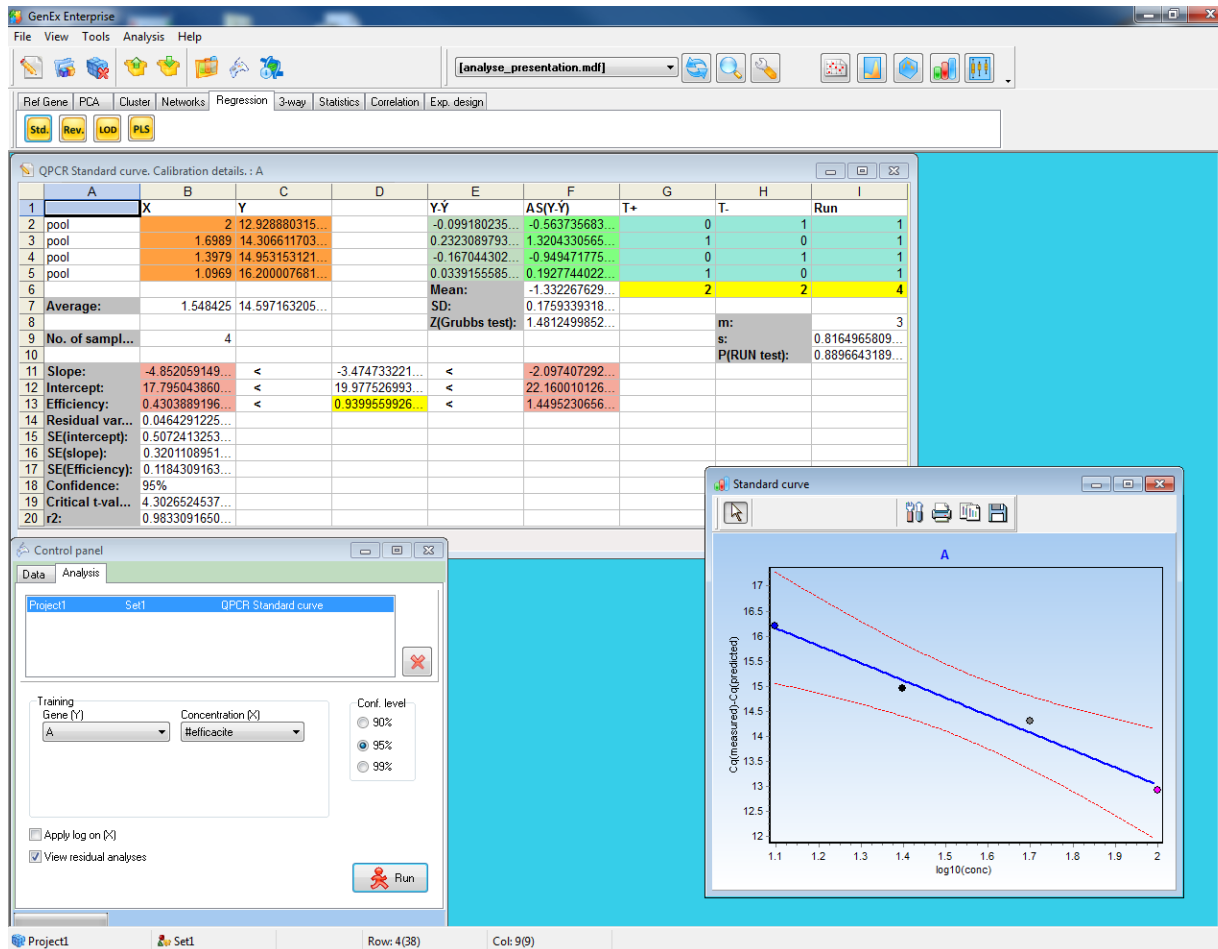 GenEx Enterprise
File View Tools Analysis Help
[analyse_presentation.mdf]
Ref Gene PCA Cluster Networks Regression 3-way Statistics Correlation Exp. design
Std. Rev. LOD PLS
QPCR Standard curve. Calibration details. : A
A B C D E F G H I
1 X Y Y-Ý AS(Y-Ý) T+ T- Run
2 pool 2 12.928880315... -0.099180235... -0.563735683... 0 1 1
3 pool 1.6989 14.306611703... 0.2323089793... 1.3204330565... 1 0 1
4 pool 1.3979 14.953153121... -0.167044302... -0.949471775... 0 1 1
5 pool 1.0969 16.200007681... 0.0339155585... 0.1927744022... 1 0 1
6 Mean: -1.332267629... 2 2 4
7 Average: 1.548425 14.597163205... SD: 0.1759339318...
8 Z(Grubbs test): 1.4812499852... m: 3
9 No. of sampl... 4 s: 0.8164965809...
10 P(RUN test): 0.8896643189...
11 Slope: -4.852059149... < -3.474733221... < -2.097407292...
12 Intercept: 17.795043860... < 19.977526993... < 22.160010126...
13 Efficiency: 0.4303889196... < 0.9399559926... < 1.4495230656...
14 Residual var... 0.0464291225...
15 SE(intercept): 0.5072413253...
16 SE(slope): 0.3201108951...
17 SE(Efficiency): 0.1184309163...
18 Confidence: 95%
19 Critical t-val... 4.3026524537...
20 r2: 0.9833091650...
Control panel
Data Analysis
Project1 Set1 QPCR Standard curve
Training
Gene (Y) Concentration (X)
A #efficacite
Conf. level
90%
95%
99%
Apply log on (X)
View residual analyses
Run
Standard curve
A
Cq(measured)-Cq(predicted)
17
16.5
16
15.5
15
14.5
14
13.5
13
12.5
12
1.1 1.2 1.3 1.4 1.5 1.6 1.7 1.8 1.9 2
log10(conc)
Project1 Set1 Row: 4(38) Col: 9(9)